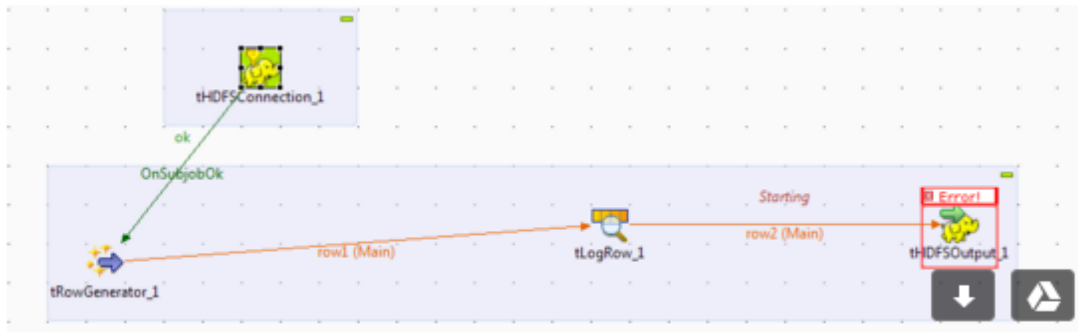 tHDFSConnection_1
ok
OnSubjobOk
Starting
Error!
row1 (Main)
row2 (Main)
tLogRow_1
tHDFSOutput_1
tRowGenerator_1